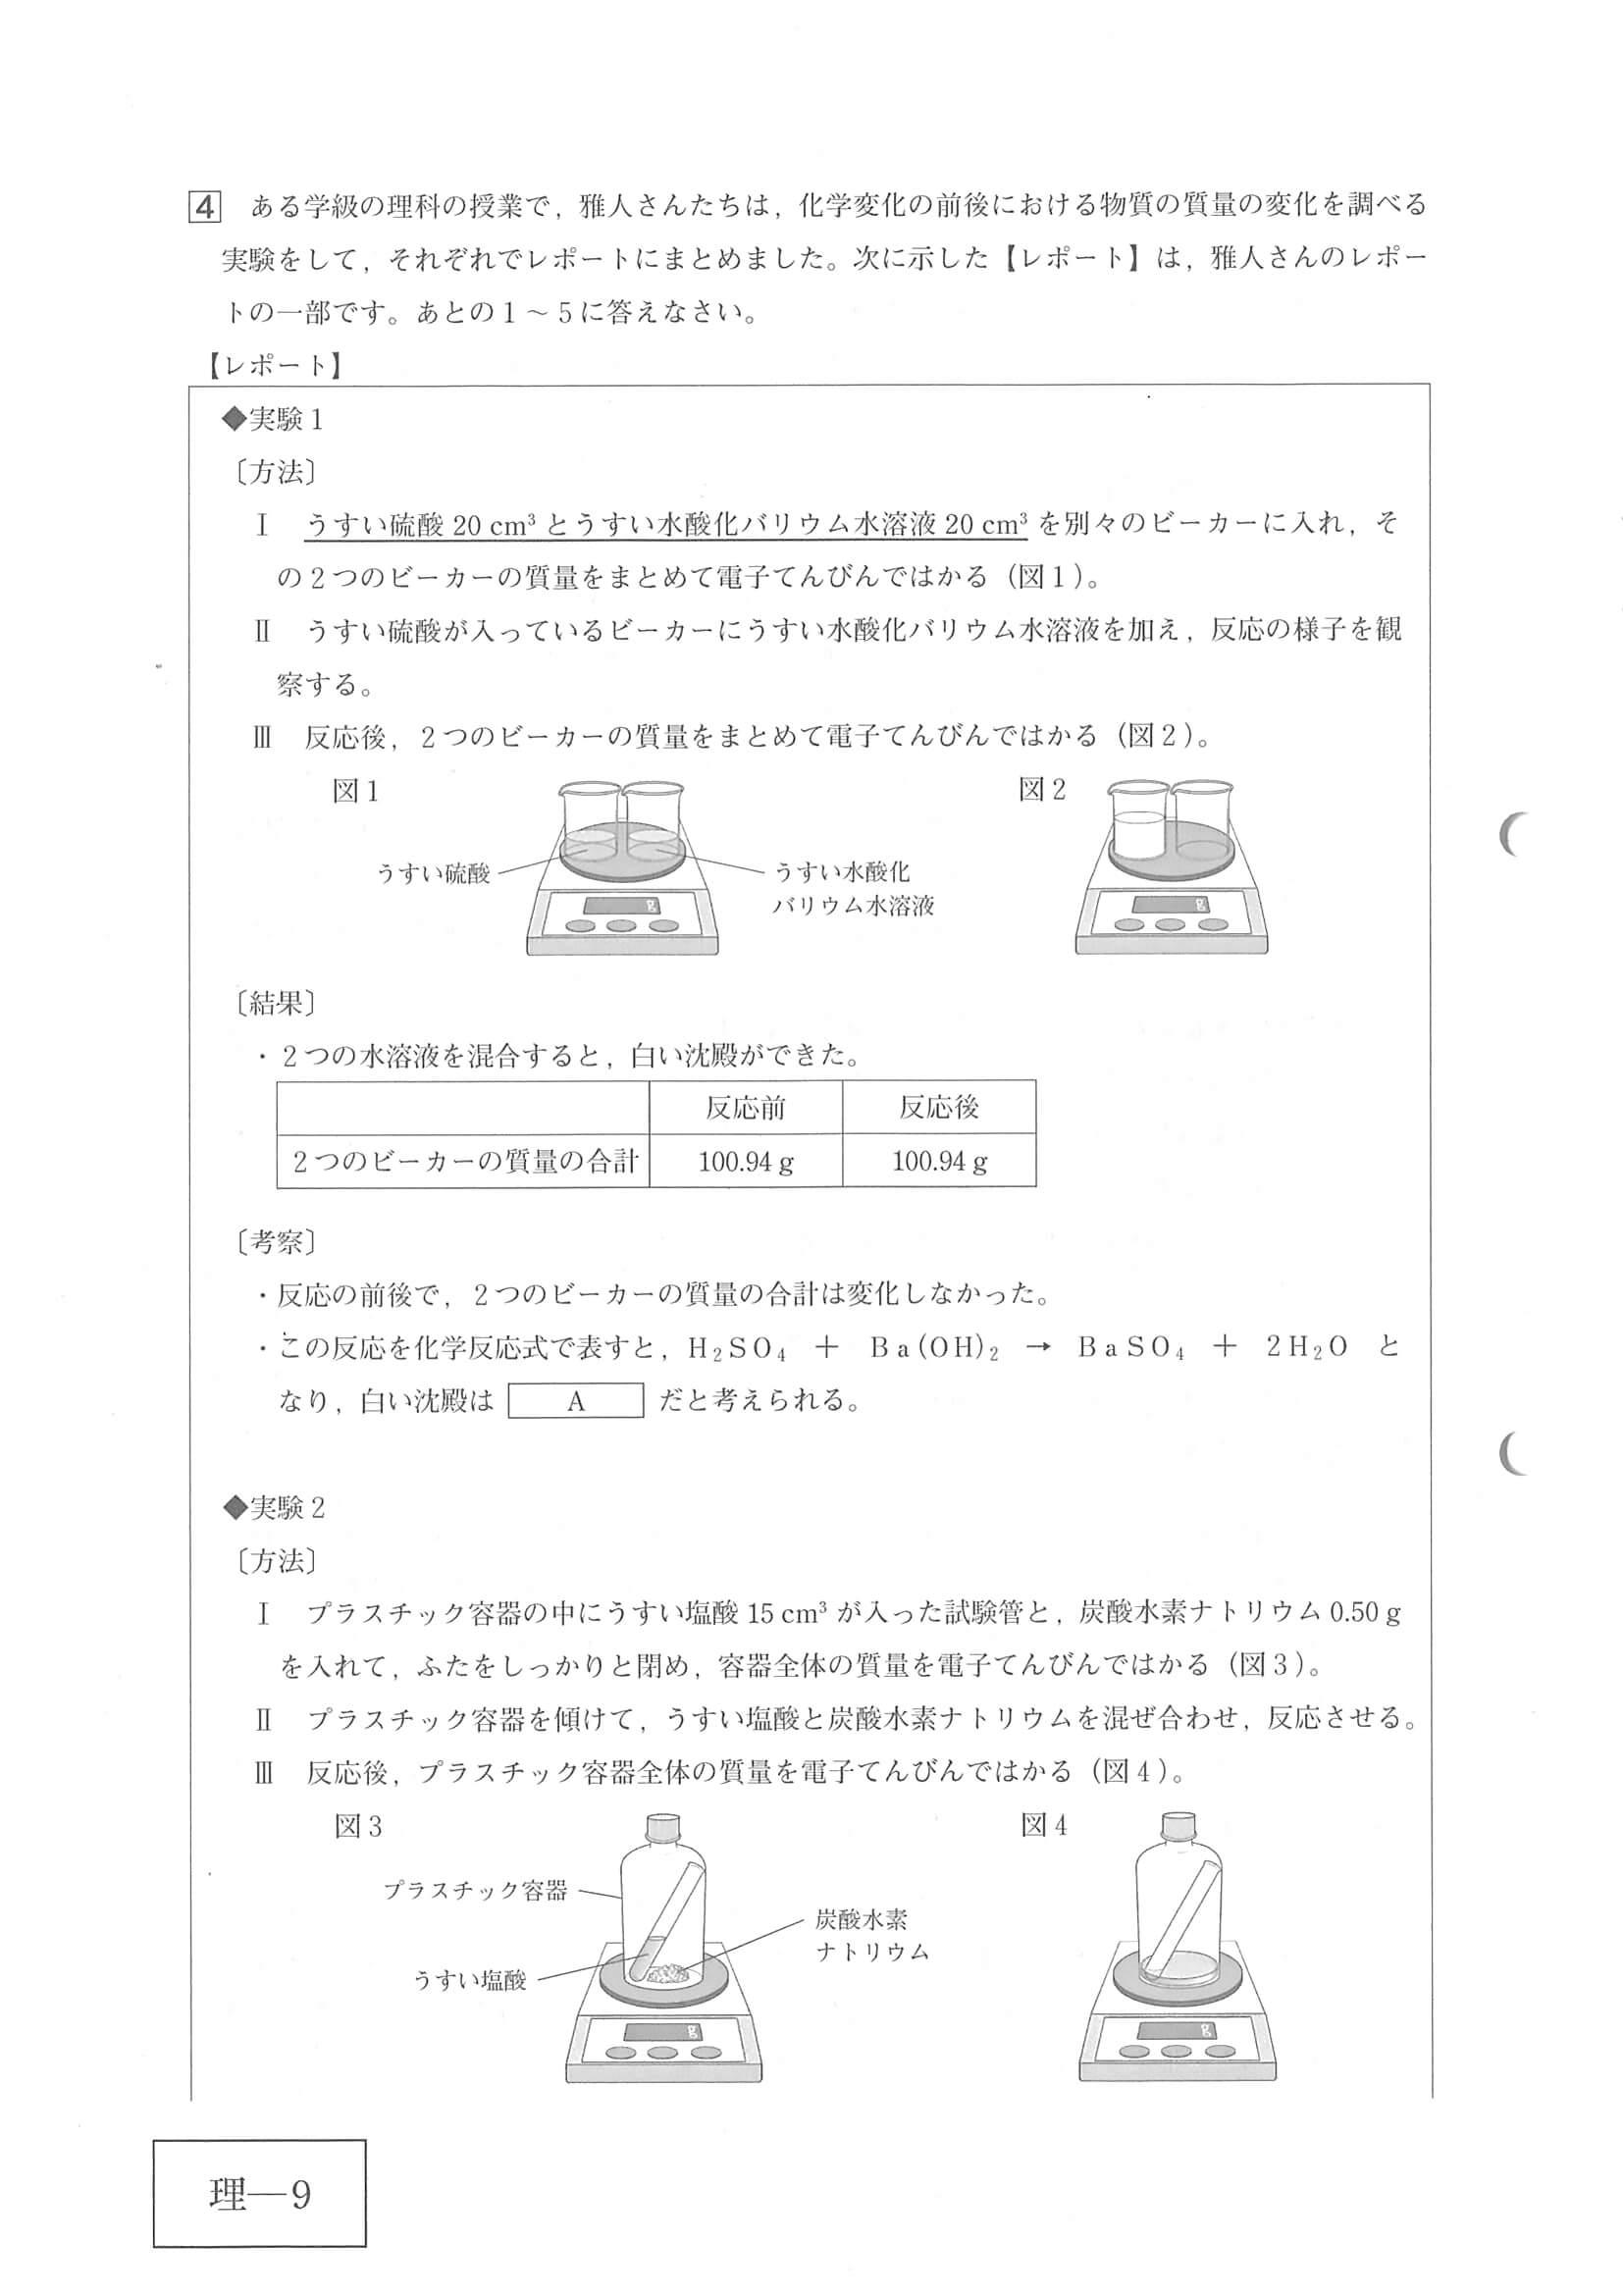 4 ある学級の理科の授業で，雅人さんたちは，化学変化の前後における物質の質量の変化を調べる
実験をして，それぞれでレポートにまとめました。次に示した【レポート】は，雅人さんのレポー
トの一部です。あとの1～5に答えなさい。
【レポート】
◆実験1
〔方法〕
Ⅰ うすい硫酸 20 cm³ とうすい水酸化バリウム水溶液 20 cm³ を別々のビーカーに入れ，そ
の2つのビーカーの質量をまとめて電子てんびんではかる（図1）。
Ⅱ うすい硫酸が入っているビーカーにうすい水酸化バリウム水溶液を加え，反応の様子を観
察する。
Ⅲ 反応後，2つのビーカーの質量をまとめて電子てんびんではかる（図2）。
図1
図2
うすい硫酸
うすい水酸化
バリウム水溶液
g
g
〔結果〕
・2つの水溶液を混合すると，白い沈殿ができた。
反応前 反応後
2つのビーカーの質量の合計 100.94 g 100.94 g
〔考察〕
・反応の前後で，2つのビーカーの質量の合計は変化しなかった。
・この反応を化学反応式で表すと，H₂SO₄ ＋ Ba(OH)₂ → BaSO₄ ＋ 2H₂O と
なり，白い沈殿は A だと考えられる。
◆実験2
〔方法〕
Ⅰ プラスチック容器の中にうすい塩酸 15 cm³ が入った試験管と，炭酸水素ナトリウム 0.50 g
を入れて，ふたをしっかりと閉め，容器全体の質量を電子てんびんではかる（図3）。
Ⅱ プラスチック容器を傾けて，うすい塩酸と炭酸水素ナトリウムを混ぜ合わせ，反応させる。
Ⅲ 反応後，プラスチック容器全体の質量を電子てんびんではかる（図4）。
図3
図4
プラスチック容器
炭酸水素
ナトリウム
うすい塩酸
g
g
理―9